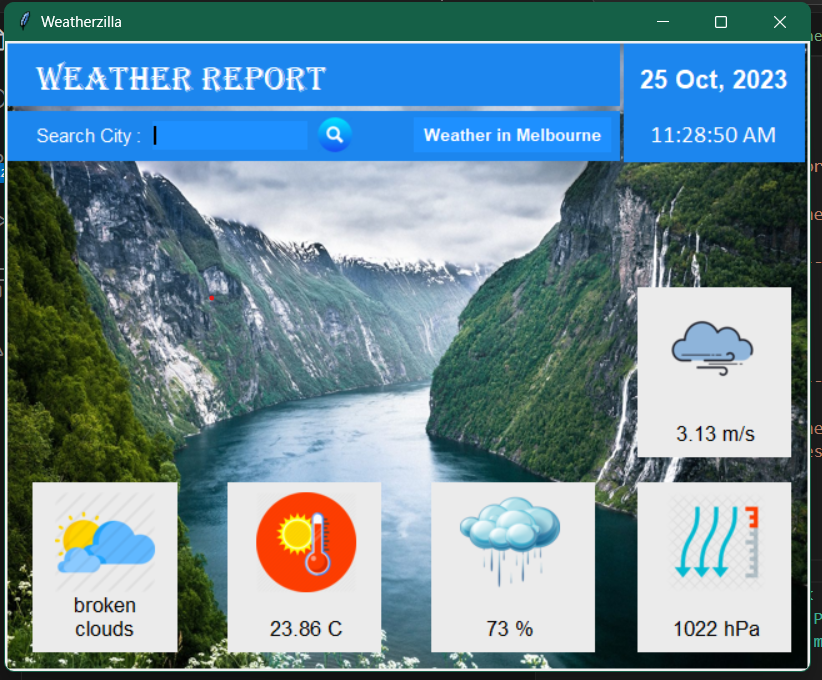 Weatherzilla
WEATHER REPORT
25 Oct, 2023
Search City :
Weather in Melbourne
11:28:50 AM
3.13 m/s
broken
clouds
23.86 C
73 %
1022 hPa